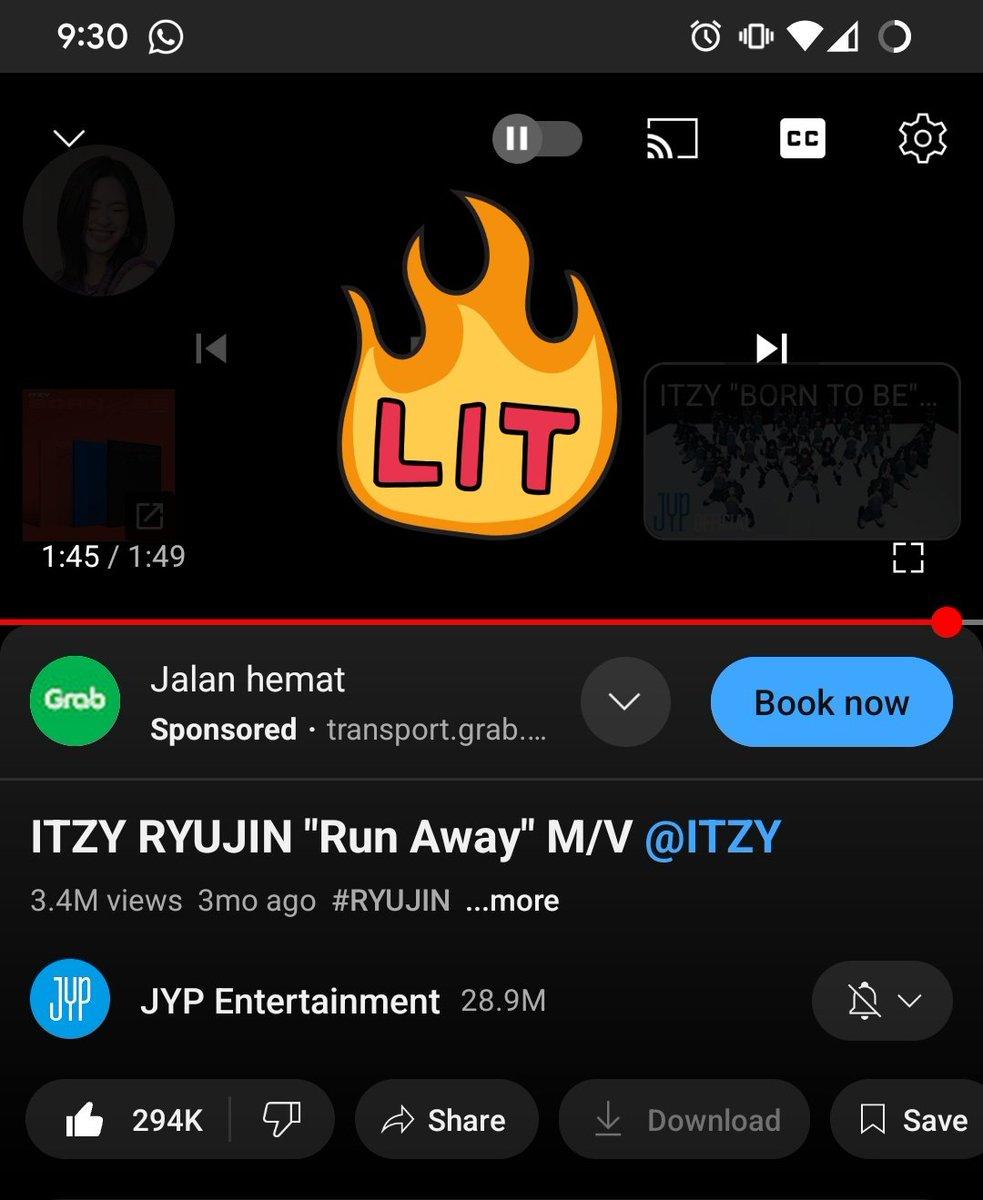 9:30
CC
ITZY "BORN TO BE"...
LIT
JYP
1:45 / 1:49
Grab
Jalan hemat
Sponsored · transport.grab....
Book now
ITZY RYUJIN "Run Away" M/V @ITZY
3.4M views 3mo ago #RYUJIN ...more
JYP
JYP Entertainment 28.9M
294K
Share
Download
Save